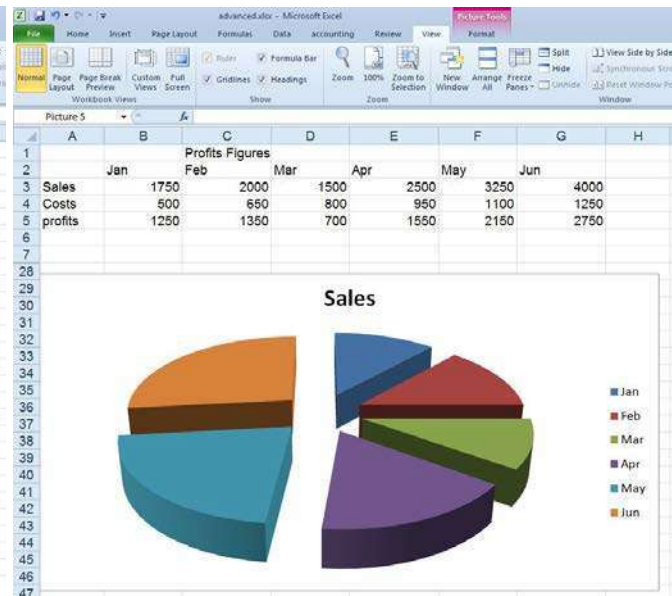 advanced.xlsx - Microsoft Excel
Picture Tools
File Home Insert Page Layout Formulas Data accounting Review View Format
Normal Page Layout Page Break Preview Custom Views Full Screen
Ruler Formula Bar
Gridlines Headings
Zoom 100% Zoom to Selection
New Window Arrange All Freeze Panes
Split
Hide
Unhide
View Side by Side
Synchronous
Reset Window
Workbook Views Show Zoom Window
Picture 5 fx
A B C D E F G H
1 Profits Figures
2 Jan Feb Mar Apr May Jun
3 Sales 1750 2000 1500 2500 3250 4000
4 Costs 500 650 800 950 1100 1250
5 profits 1250 1350 700 1550 2150 2750
6
7
28
29
30
31
32
33
34
35
36
37
38
39
40
41
42
43
44
45
46
47
Sales
Jan
Feb
Mar
Apr
May
Jun